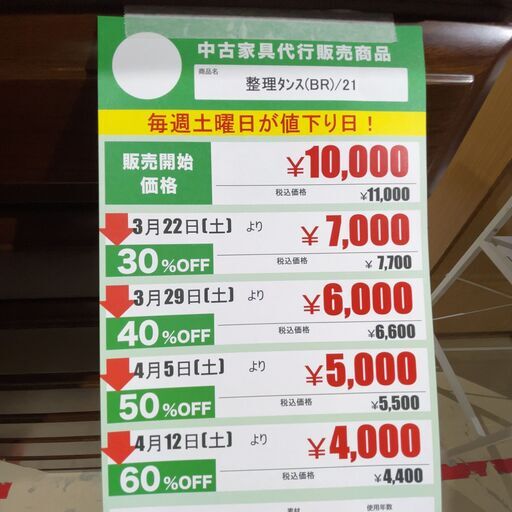 中古家具代行販売商品
商品名
整理タンス(BR)/21
毎週土曜日が値下り日！
販売開始
価格
¥10,000
税込価格 ¥11,000
3月22日(土) より
¥7,000
30%OFF
税込価格 ¥7,700
3月29日(土) より
¥6,000
40%OFF
税込価格 ¥6,600
4月5日(土) より
¥5,000
50%OFF
税込価格 ¥5,500
4月12日(土) より
¥4,000
60%OFF
税込価格 ¥4,400
素材 使用年数